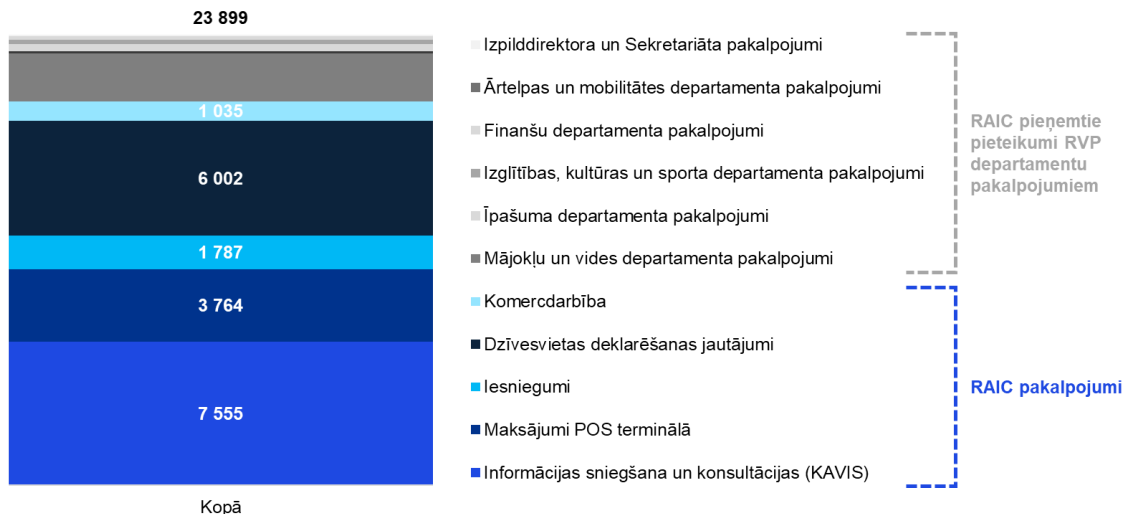 23 899
1 035
6 002
1 787
3 764
7 555
Kopā
Izpilddirektora un Sekretariāta pakalpojumi
Ārtelpas un mobilitātes departamenta pakalpojumi
Finanšu departamenta pakalpojumi
Izglītības, kultūras un sporta departamenta pakalpojumi
Īpašuma departamenta pakalpojumi
Mājokļu un vides departamenta pakalpojumi
Komercdarbība
Dzīvesvietas deklarēšanas jautājumi
Iesniegumi
Maksājumi POS terminālā
Informācijas sniegšana un konsultācijas (KAVIS)
RAIC pieņemtie
pieteikumi RVP
departamentu
pakalpojumiem
RAIC pakalpojumi